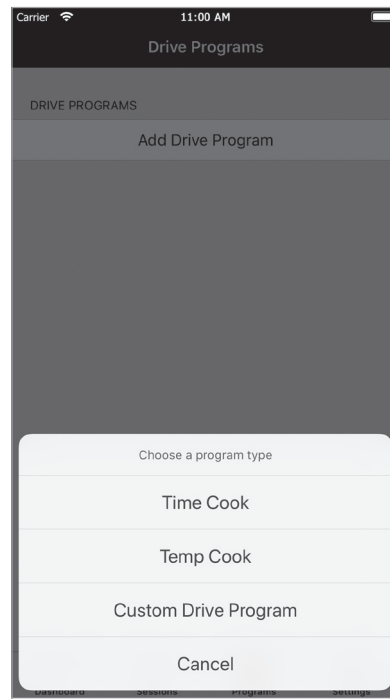 Carrier 11:00 AM
Drive Programs
DRIVE PROGRAMS
Add Drive Program
Choose a program type
Time Cook
Temp Cook
Custom Drive Program
Cancel
Dashboard Sessions Programs Settings